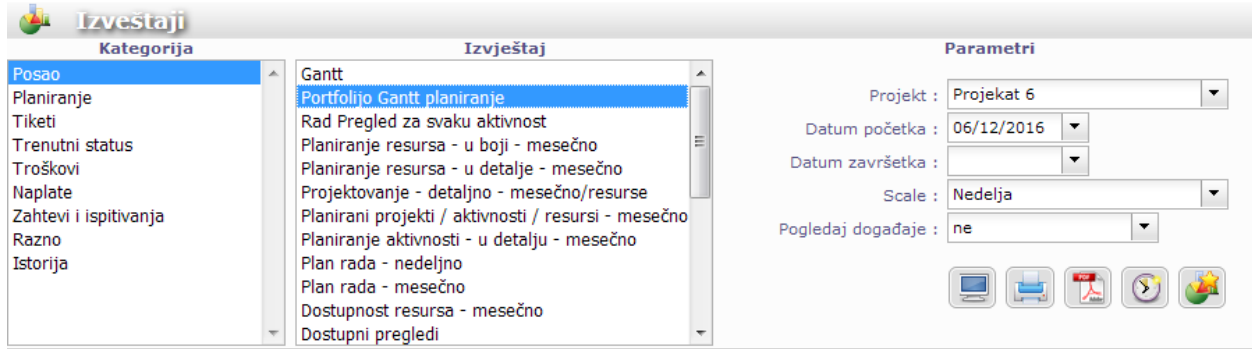 Izveštaji
Kategorija
Posao
Planiranje
Tiketi
Trenutni status
Troškovi
Naplate
Zahtevi i ispitivanja
Razno
Istorija
Izvještaj
Gantt
Portfolijo Gantt planiranje
Rad Pregled za svaku aktivnost
Planiranje resursa - u boji - mesečno
Planiranje resursa - u detalje - mesečno
Projektovanje - detaljno - mesečno/resurse
Planirani projekti / aktivnosti / resursi - mesečno
Planiranje aktivnosti - u detalju - mesečno
Plan rada - nedeljno
Plan rada - mesečno
Dostupnost resursa - mesečno
Dostupni pregledi
Parametri
Projekt : Projekat 6
Datum početka : 06/12/2016
Datum završetka :
Scale : Nedelja
Pogledaj događaje : ne
PDF